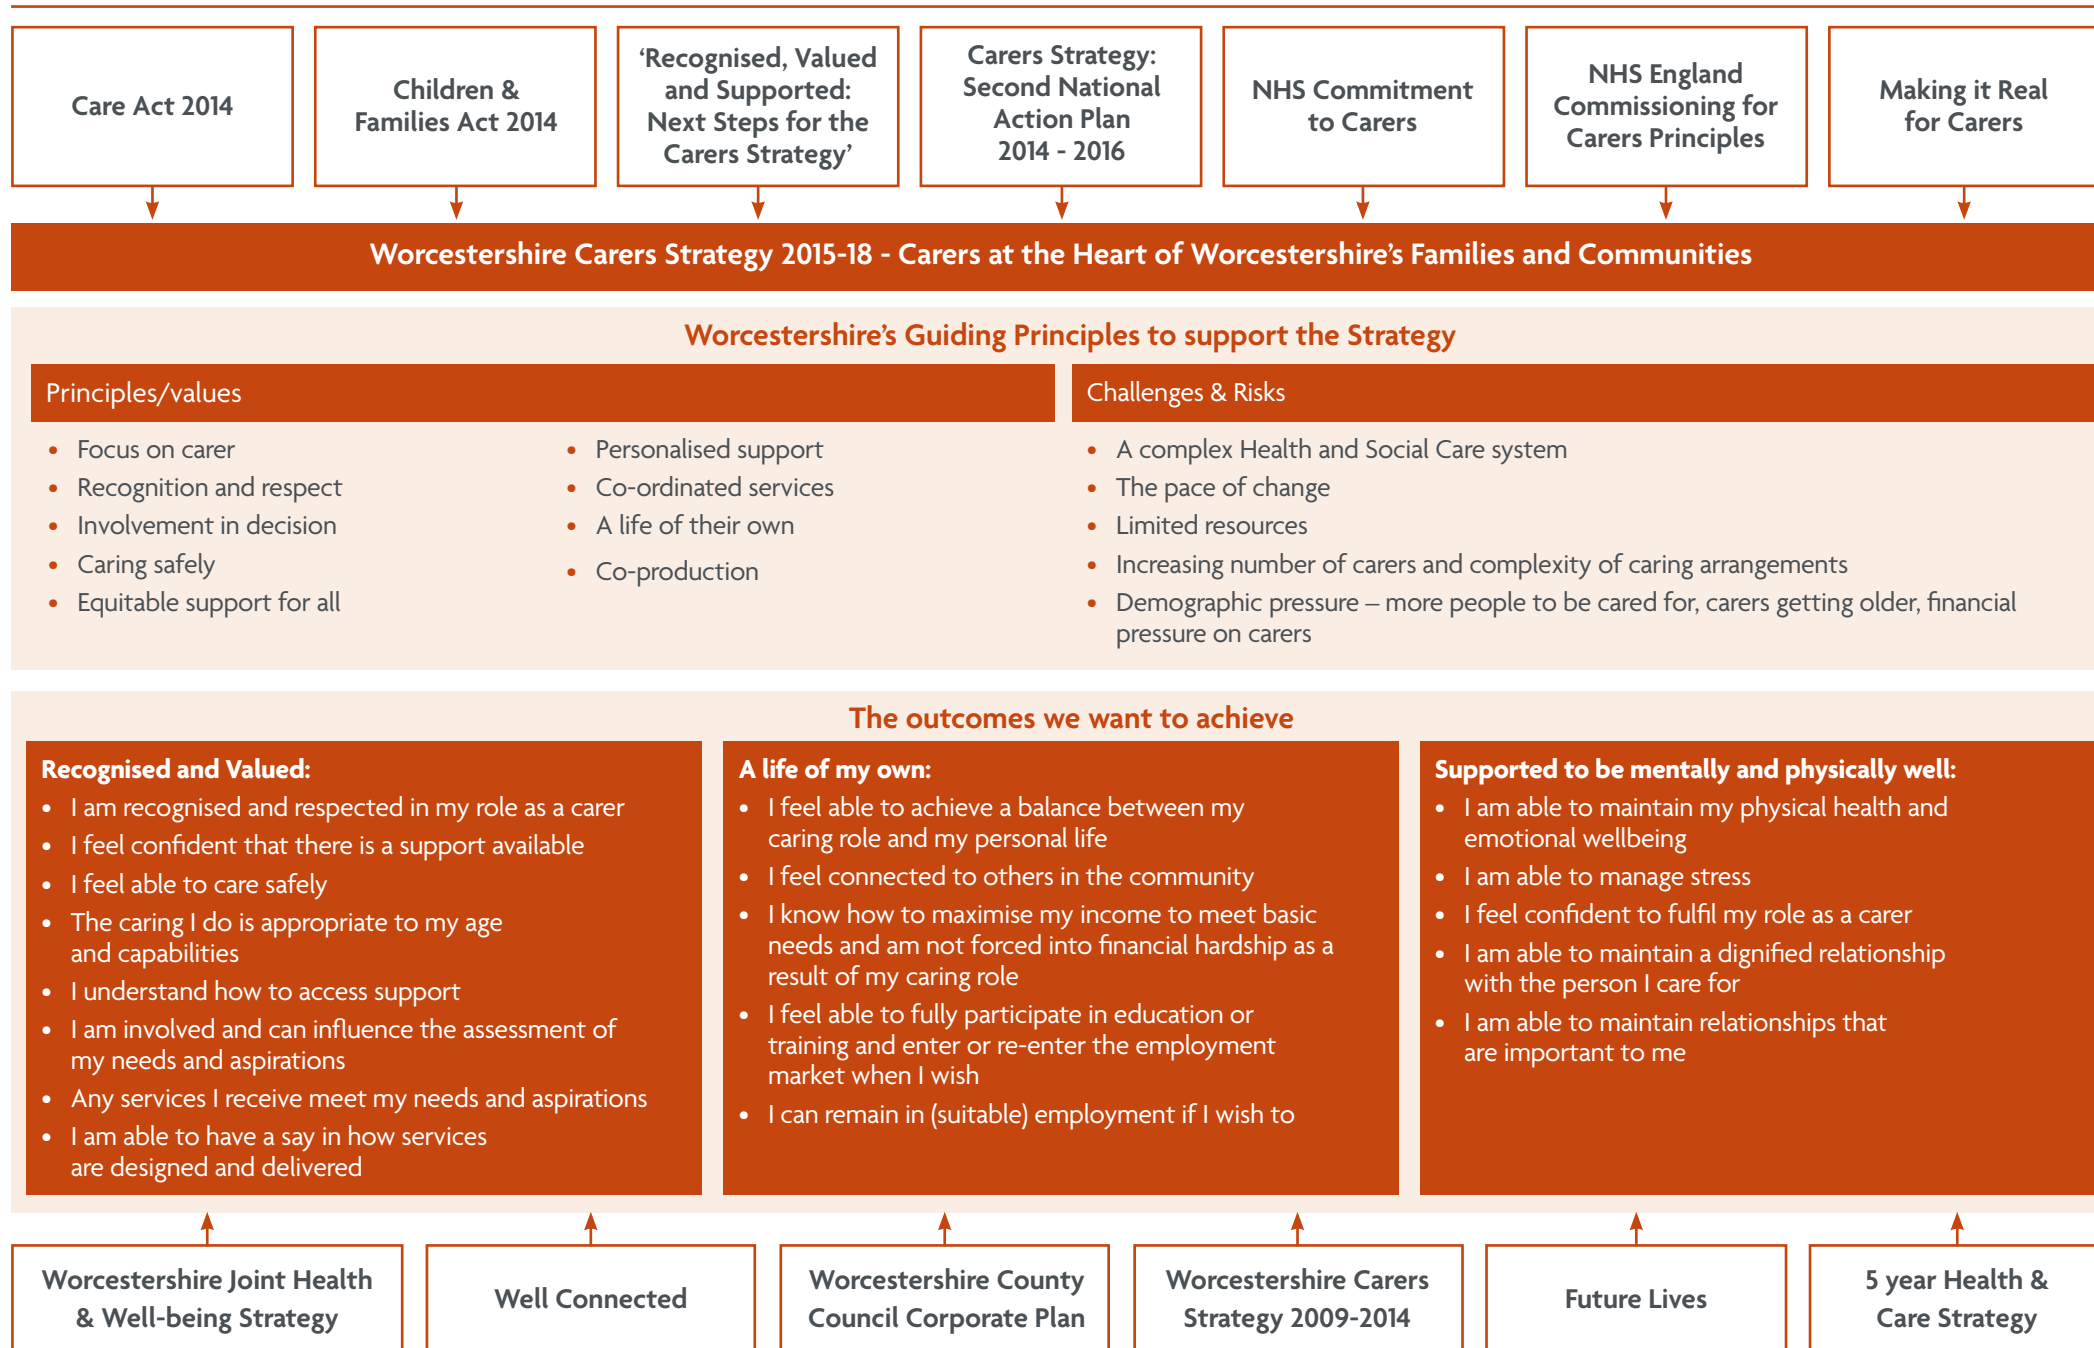 Care Act 2014
Children &
Families Act 2014
‘Recognised, Valued
and Supported:
Next Steps for the
Carers Strategy’
Carers Strategy:
Second National
Action Plan
2014 - 2016
NHS Commitment
to Carers
NHS England
Commissioning for
Carers Principles
Making it Real
for Carers
Worcestershire Carers Strategy 2015-18 - Carers at the Heart of Worcestershire’s Families and Communities
Worcestershire’s Guiding Principles to support the Strategy
Principles/values
• Focus on carer
• Recognition and respect
• Involvement in decision
• Caring safely
• Equitable support for all
• Personalised support
• Co-ordinated services
• A life of their own
• Co-production
Challenges & Risks
• A complex Health and Social Care system
• The pace of change
• Limited resources
• Increasing number of carers and complexity of caring arrangements
• Demographic pressure – more people to be cared for, carers getting older, financial
pressure on carers
The outcomes we want to achieve
Recognised and Valued:
• I am recognised and respected in my role as a carer
• I feel confident that there is a support available
• I feel able to care safely
• The caring I do is appropriate to my age
and capabilities
• I understand how to access support
• I am involved and can influence the assessment of
my needs and aspirations
• Any services I receive meet my needs and aspirations
• I am able to have a say in how services
are designed and delivered
A life of my own:
• I feel able to achieve a balance between my
caring role and my personal life
• I feel connected to others in the community
• I know how to maximise my income to meet basic
needs and am not forced into financial hardship as a
result of my caring role
• I feel able to fully participate in education or
training and enter or re-enter the employment
market when I wish
• I can remain in (suitable) employment if I wish to
Supported to be mentally and physically well:
• I am able to maintain my physical health and
emotional wellbeing
• I am able to manage stress
• I feel confident to fulfil my role as a carer
• I am able to maintain a dignified relationship
with the person I care for
• I am able to maintain relationships that
are important to me
Worcestershire Joint Health
& Well-being Strategy
Well Connected
Worcestershire County
Council Corporate Plan
Worcestershire Carers
Strategy 2009-2014
Future Lives
5 year Health &
Care Strategy